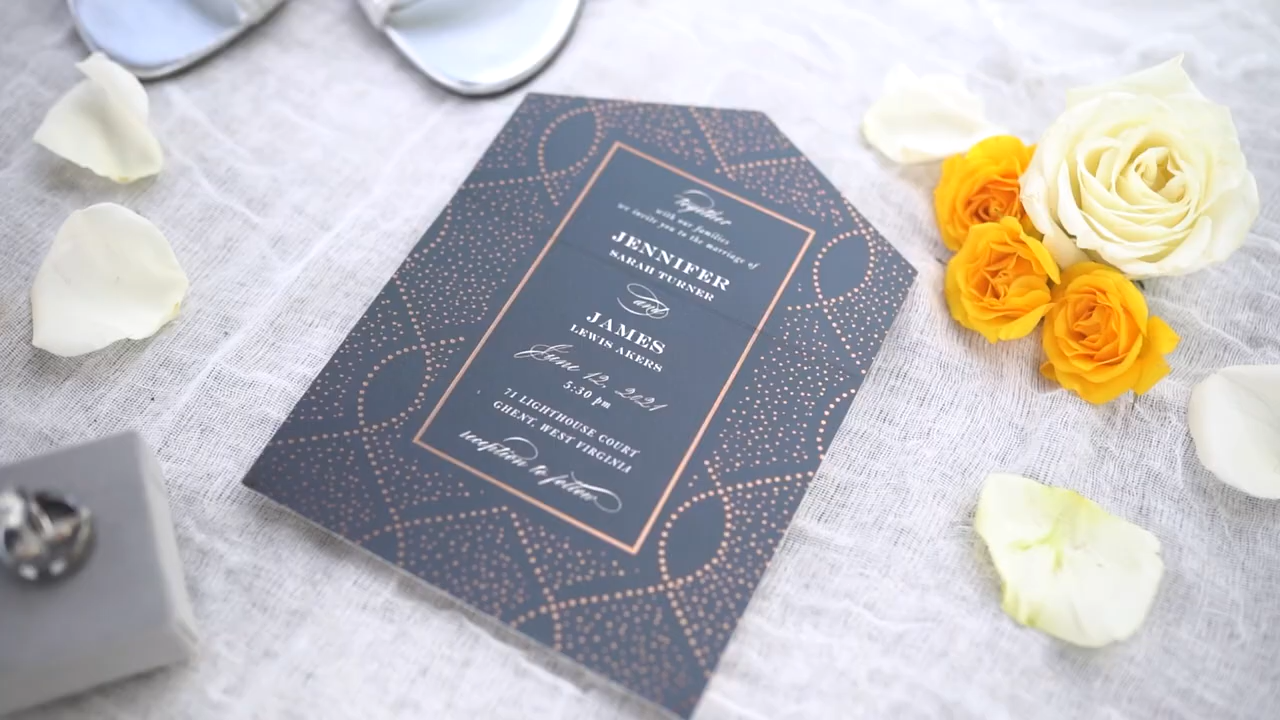 Together
with our families
we invite you to the marriage of
JENNIFER
SARAH TURNER
and
JAMES
LEWIS AKERS
June 12, 2021
5:30 pm
71 LIGHTHOUSE COURT
GHENT, WEST VIRGINIA
reception to follow